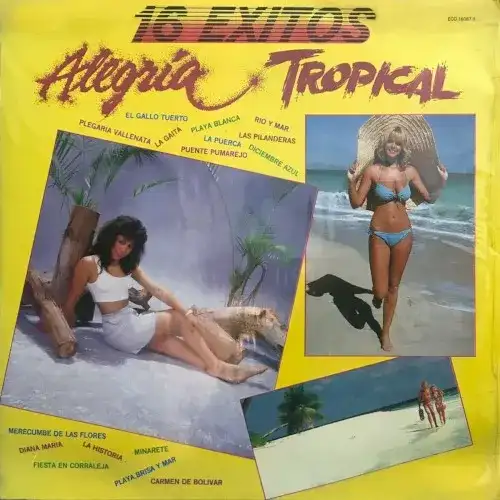 16 EXITOS
Alegría TROPICAL
EL GALLO TUERTO
PLAYA BLANCA
RIO Y MAR
PLEGARIA VALLENATA
LA GAITA
LA PUERCA
LAS PILANDERAS
PUENTE PUMAREJO
DICIEMBRE AZUL
MERECUMBE DE LAS FLORES
DIANA MARIA
LA HISTORIA
MINARETE
FIESTA EN CORRALEJA
PLAYA, BRISA Y MAR
CARMEN DE BOLIVAR